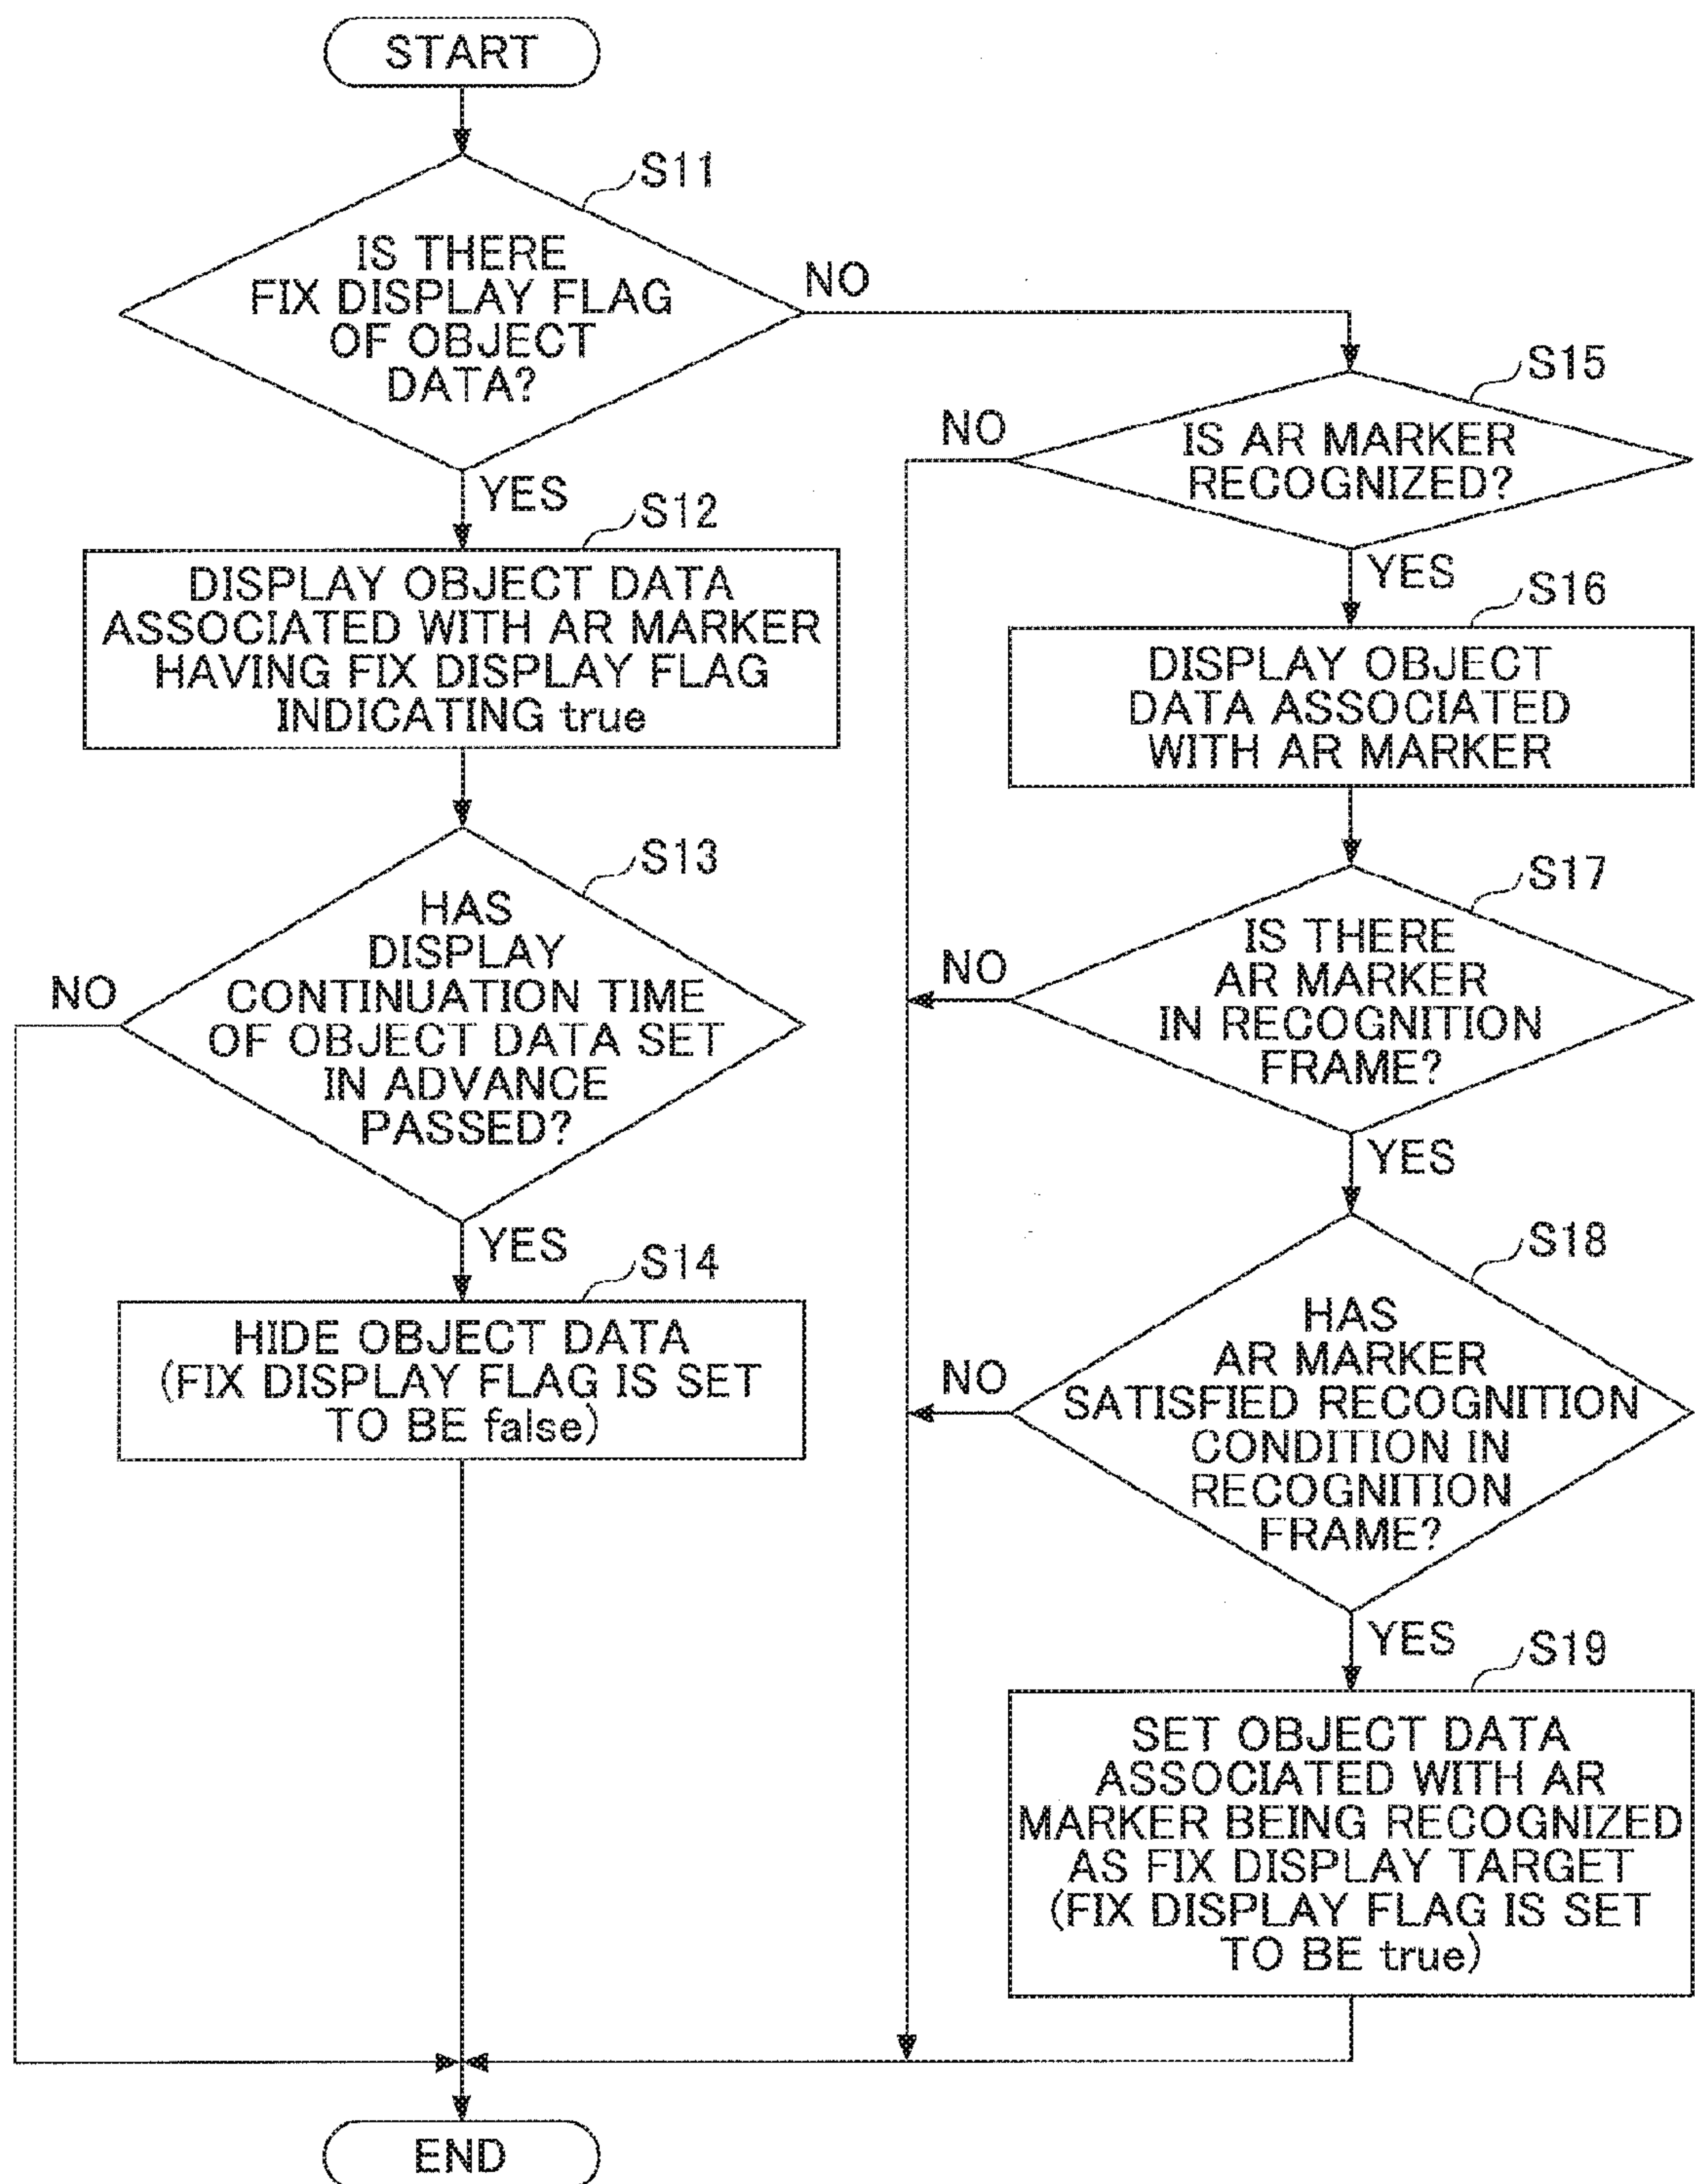 START
S11
IS THERE
FIX DISPLAY FLAG
OF OBJECT
DATA?
NO
YES
S12
DISPLAY OBJECT DATA
ASSOCIATED WITH AR MARKER
HAVING FIX DISPLAY FLAG
INDICATING true
S13
HAS
DISPLAY
CONTINUATION TIME
OF OBJECT DATA SET
IN ADVANCE
PASSED?
NO
YES
S14
HIDE OBJECT DATA
(FIX DISPLAY FLAG IS SET
TO BE false)
S15
IS AR MARKER
RECOGNIZED?
NO
YES
S16
DISPLAY OBJECT
DATA ASSOCIATED
WITH AR MARKER
S17
IS THERE
AR MARKER
IN RECOGNITION
FRAME?
NO
YES
S18
HAS
AR MARKER
SATISFIED RECOGNITION
CONDITION IN
RECOGNITION
FRAME?
NO
YES
S19
SET OBJECT DATA
ASSOCIATED WITH AR
MARKER BEING RECOGNIZED
AS FIX DISPLAY TARGET
(FIX DISPLAY FLAG IS SET
TO BE true)
END